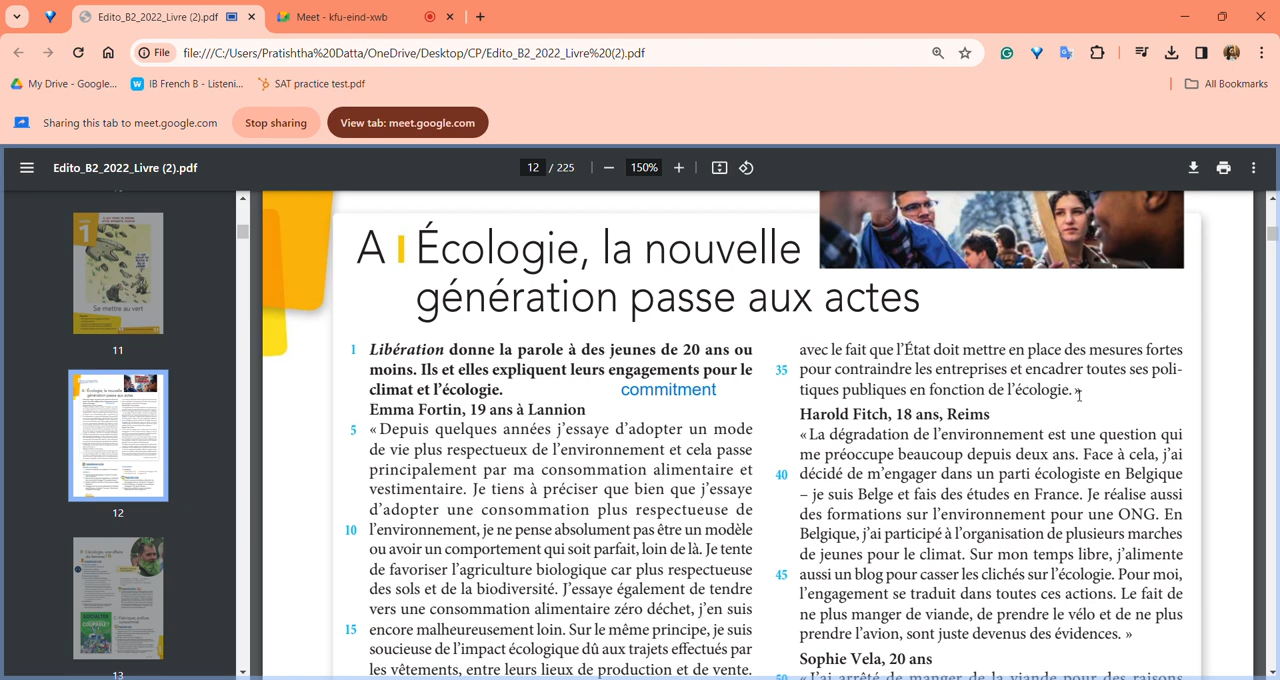 Edito_B2_2022_Livre (2).pdf
Meet - kfu-eind-xwb
File
file:///C:/Users/Pratishtha%20Datta/OneDrive/Desktop/CP/Edito_B2_2022_Livre%20(2).pdf
My Drive - Google...
IB French B - Listeni...
SAT practice test.pdf
All Bookmarks
Sharing this tab to meet.google.com
Stop sharing
View tab: meet.google.com
Edito_B2_2022_Livre (2).pdf
12 / 225
150%
1
Se mettre au vert
11
12
13
A I Écologie, la nouvelle
génération passe aux actes
1 Libération donne la parole à des jeunes de 20 ans ou
moins. Ils et elles expliquent leurs engagements pour le
climat et l'écologie.
commitment
Emma Fortin, 19 ans à Lannion
5 « Depuis quelques années j'essaye d'adopter un mode
de vie plus respectueux de l'environnement et cela passe
principalement par ma consommation alimentaire et
vestimentaire. Je tiens à préciser que bien que j'essaye
d'adopter une consommation plus respectueuse de
10 l'environnement, je ne pense absolument pas être un modèle
ou avoir un comportement qui soit parfait, loin de là. Je tente
de favoriser l'agriculture biologique car plus respectueuse
des sols et de la biodiversité. J'essaye également de tendre
vers une consommation alimentaire zéro déchet, j'en suis
15 encore malheureusement loin. Sur le même principe, je suis
soucieuse de l'impact écologique dû aux trajets effectués par
les vêtements, entre leurs lieux de production et de vente.
avec le fait que l'État doit mettre en place des mesures fortes
35 pour contraindre les entreprises et encadrer toutes ses poli-
tiques publiques en fonction de l'écologie. »
Harold Fitch, 18 ans, Reims
« La dégradation de l'environnement est une question qui
me préoccupe beaucoup depuis deux ans. Face à cela, j'ai
40 décidé de m'engager dans un parti écologiste en Belgique
– je suis Belge et fais des études en France. Je réalise aussi
des formations sur l'environnement pour une ONG. En
Belgique, j'ai participé à l'organisation de plusieurs marches
de jeunes pour le climat. Sur mon temps libre, j'alimente
45 aussi un blog pour casser les clichés sur l'écologie. Pour moi,
l'engagement se traduit dans toutes ces actions. Le fait de
ne plus manger de viande, de prendre le vélo et de ne plus
prendre l'avion, sont juste devenus des évidences. »
Sophie Vela, 20 ans
50 « J'ai arrêté de manger de la viande pour des raisons